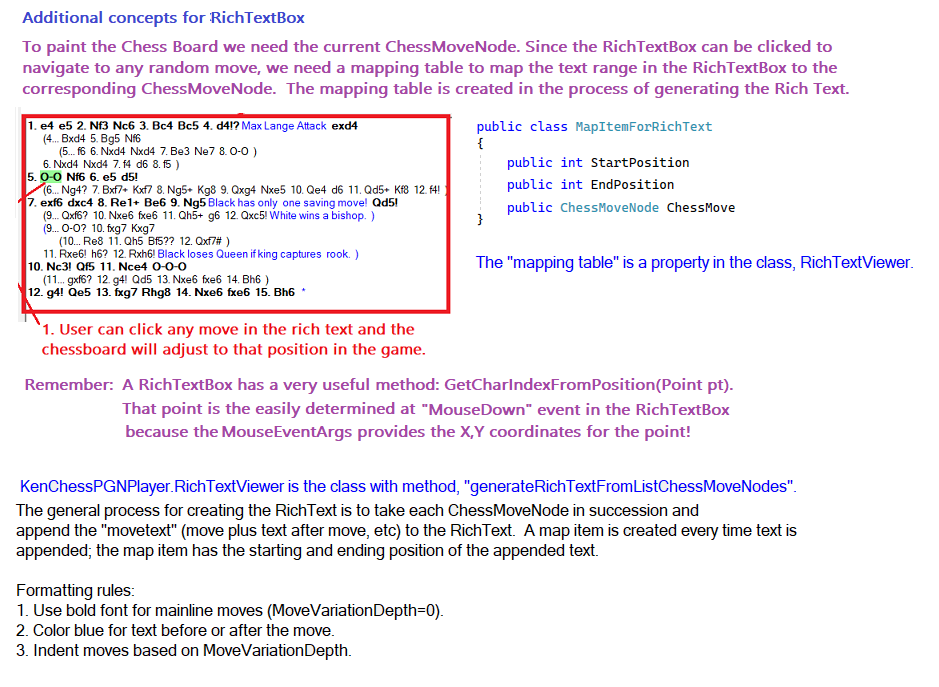 Additional concepts for RichTextBox
To paint the Chess Board we need the current ChessMoveNode. Since the RichTextBox can be clicked to
navigate to any random move, we need a mapping table to map the text range in the RichTextBox to the
corresponding ChessMoveNode.  The mapping table is created in the process of generating the Rich Text.
1. e4 e5 2. Nf3 Nc6 3. Bc4 Bc5 4. d4!? Max Lange Attack exd4
(4... Bxd4 5. Bg5 Nf6
(5... f6 6. Nxd4 Nxd4 7. Be3 Ne7 8. O-O )
6. Nxd4 Nxd4 7. f4 d6 8. f5 )
5. O-O Nf6 6. e5 d5!
(6... Ng4? 7. Bxf7+ Kxf7 8. Ng5+ Kg8 9. Qxg4 Nxe5 10. Qe4 d6 11. Qd5+ Kf8 12. f4! )
7. exf6 dxc4 8. Re1+ Be6 9. Ng5 Black has only one saving move! Qd5!
(9... Qxf6? 10. Nxe6 fxe6 11. Qh5+ g6 12. Qxc5! White wins a bishop. )
(9... O-O? 10. fxg7 Kxg7
(10... Re8 11. Qh5 Bf5?? 12. Qxf7# )
11. Rxe6! h6? 12. Rxh6! Black loses Queen if king captures rook. )
10. Nc3! Qf5 11. Nce4 O-O-O
(11... gxf6? 12. g4! Qd5 13. Nxe6 fxe6 14. Bh6 )
12. g4! Qe5 13. fxg7 Rhg8 14. Nxe6 fxe6 15. Bh6 *
1. User can click any move in the rich text and the
chessboard will adjust to that position in the game.
public class MapItemForRichText
{
public int StartPosition
public int EndPosition
public ChessMoveNode ChessMove
}
The "mapping table" is a property in the class, RichTextViewer.
Remember:  A RichTextBox has a very useful method: GetCharIndexFromPosition(Point pt).
That point is the easily determined at "MouseDown" event in the RichTextBox
because the MouseEventArgs provides the X,Y coordinates for the point!
KenChessPGNPlayer.RichTextViewer is the class with method, "generateRichTextFromListChessMoveNodes".
The general process for creating the RichText is to take each ChessMoveNode in succession and
append the "movetext" (move plus text after move, etc) to the RichText.  A map item is created every time text is
appended; the map item has the starting and ending position of the appended text.
Formatting rules:
1. Use bold font for mainline moves (MoveVariationDepth=0).
2. Color blue for text before or after the move.
3. Indent moves based on MoveVariationDepth.